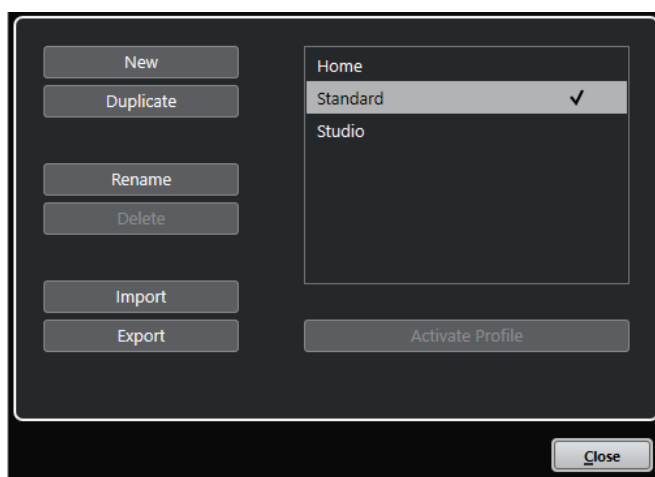 New
Duplicate
Rename
Delete
Import
Export
Home
Standard ✓
Studio
Activate Profile
Close